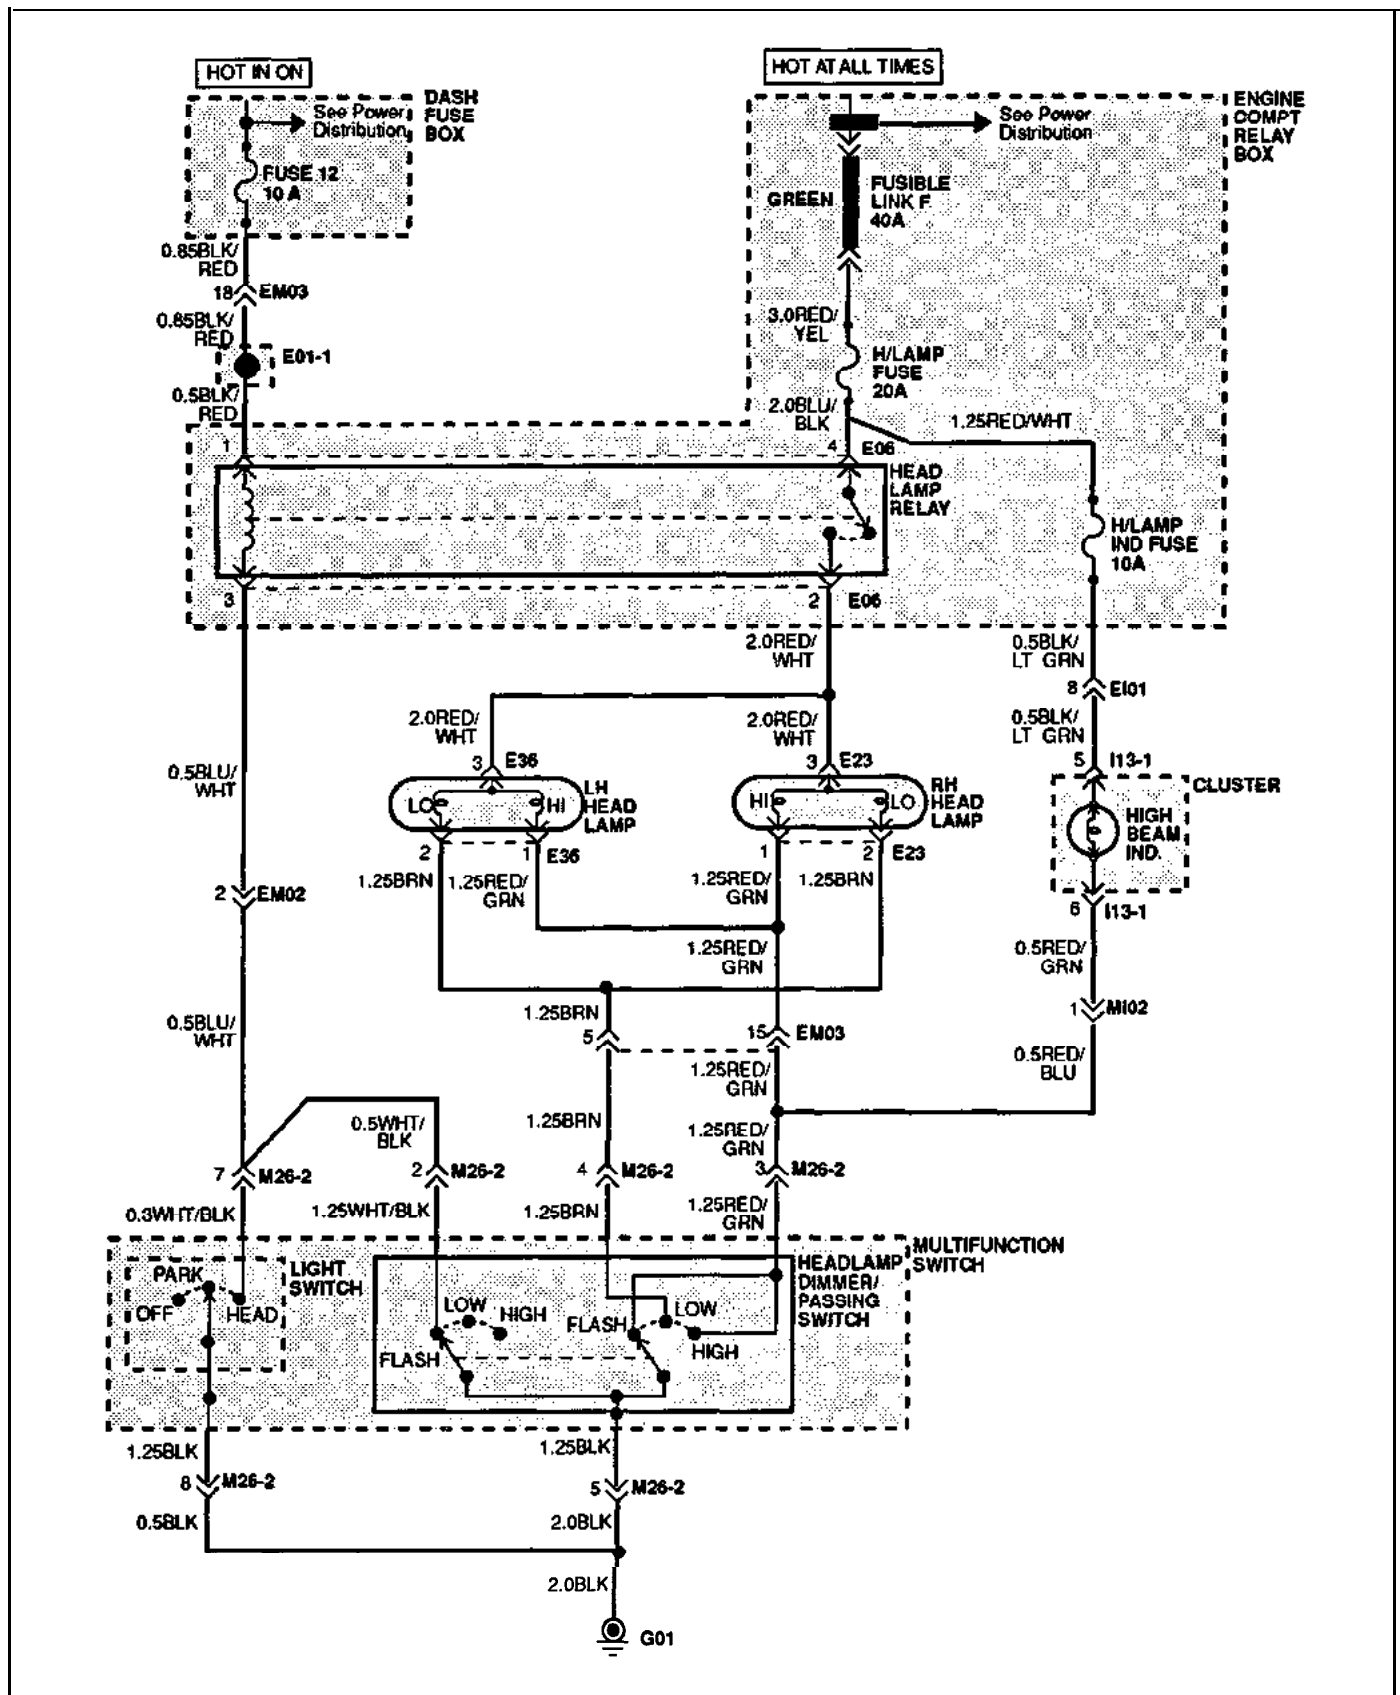 HOT IN ON
HOT AT ALL TIMES
DASH
FUSE
BOX
See Power
Distribution
FUSE 12
10 A
ENGINE
COMPT
RELAY
BOX
See Power
Distribution
GREEN
FUSIBLE
LINK F
40A
0.85BLK/
RED
18
EM03
0.85BLK/
RED
E01-1
0.5BLK/
RED
3.0RED/
YEL
H/LAMP
FUSE
20A
2.0BLU/
BLK
1.25RED/WHT
1
4
E06
HEAD
LAMP
RELAY
H/LAMP
IND FUSE
10A
3
2
E06
2.0RED/
WHT
0.5BLK/
LT GRN
8
EI01
2.0RED/
WHT
2.0RED/
WHT
0.5BLK/
LT GRN
0.5BLU/
WHT
3
E36
3
E23
5
I13-1
CLUSTER
LO
HI
LH
HEAD
LAMP
HI
LO
RH
HEAD
LAMP
HIGH
BEAM
IND.
2
1
E36
1
2
E23
1.25BRN
1.25RED/
GRN
1.25RED/
GRN
1.25BRN
2
EM02
6
I13-1
1.25RED/
GRN
0.5RED/
GRN
0.5BLU/
WHT
1.25BRN
5
15
EM03
1
MI02
1.25RED/
GRN
0.5RED/
BLU
0.5WHT/
BLK
1.25BRN
1.25RED/
GRN
7
M26-2
2
M26-2
4
M26-2
3
M26-2
0.3WHT/BLK
1.25WHT/BLK
1.25BRN
1.25RED/
GRN
MULTIFUNCTION
SWITCH
PARK
OFF
HEAD
LIGHT
SWITCH
HEADLAMP
DIMMER/
PASSING
SWITCH
LOW
HIGH
FLASH
FLASH
LOW
HIGH
1.25BLK
1.25BLK
8
M26-2
5
M26-2
0.5BLK
2.0BLK
2.0BLK
G01